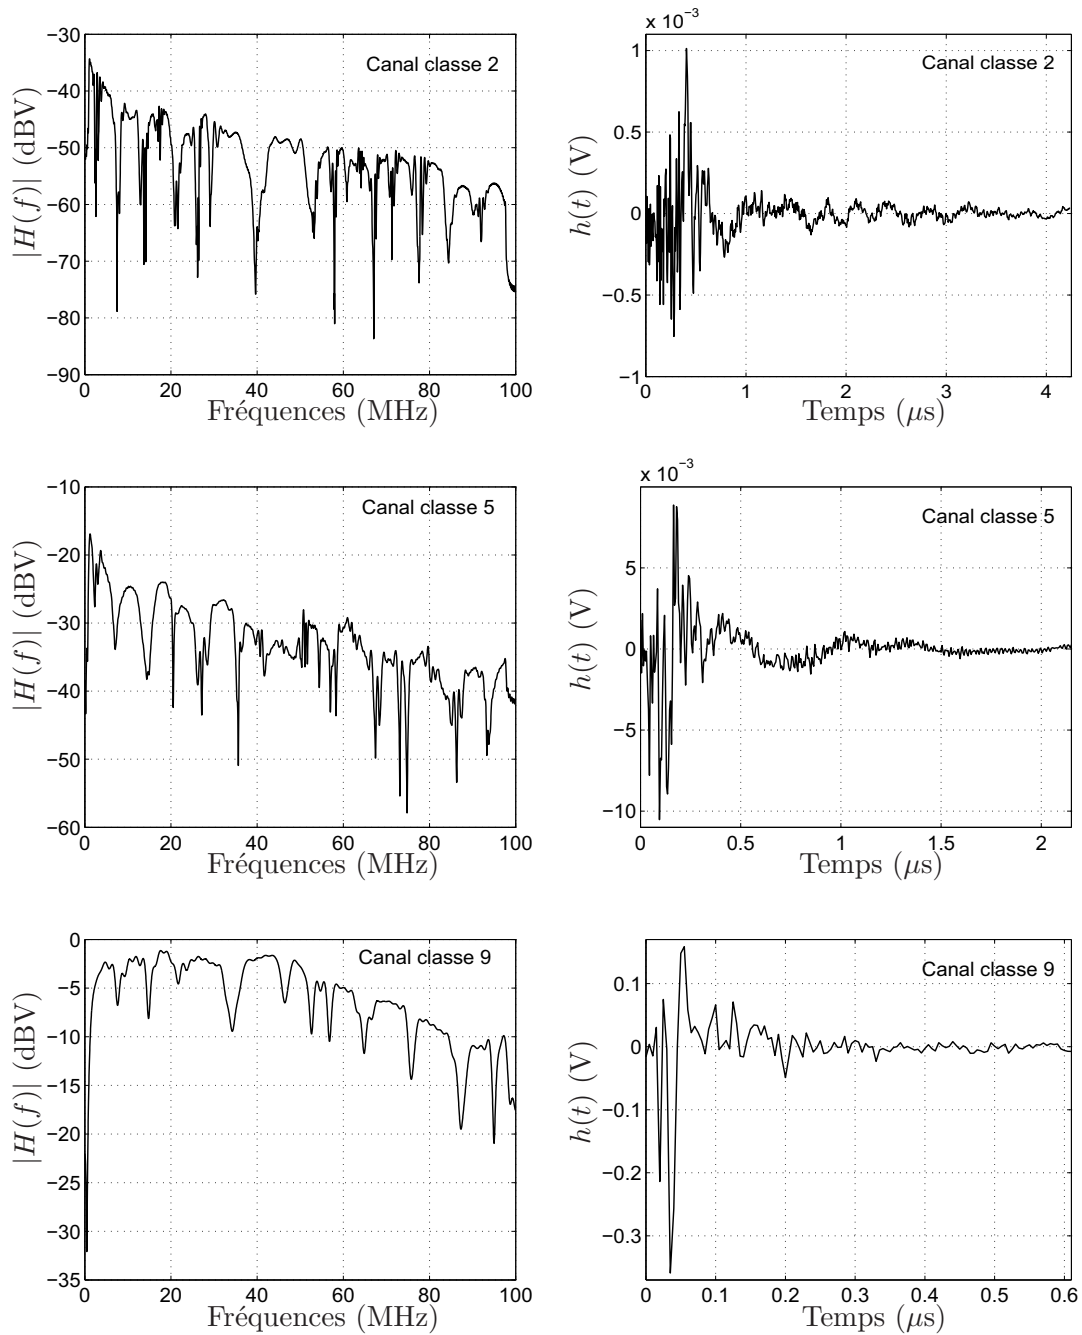 −30
−40
−50
−60
−70
−80
−90
|H(f)| (dBV)
Canal classe 2
0 20 40 60 80 100
Fréquences (MHz)
x 10−3
1
0.5
0
−0.5
−1
h(t) (V)
Canal classe 2
0 1 2 3 4
Temps (μs)
−10
−20
−30
−40
−50
−60
|H(f)| (dBV)
Canal classe 5
0 20 40 60 80 100
Fréquences (MHz)
x 10−3
5
0
−5
−10
h(t) (V)
Canal classe 5
0 0.5 1 1.5 2
Temps (μs)
0
−5
−10
−15
−20
−25
−30
−35
|H(f)| (dBV)
Canal classe 9
0 20 40 60 80 100
Fréquences (MHz)
0.1
0
−0.1
−0.2
−0.3
h(t) (V)
Canal classe 9
0 0.1 0.2 0.3 0.4 0.5 0.6
Temps (μs)